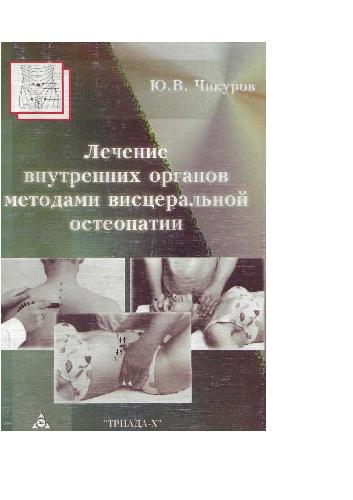 Ю.В. Чикуров
Лечение
внутренних органов
методами висцеральной
остеопатии
"ТРИАДА-Х"